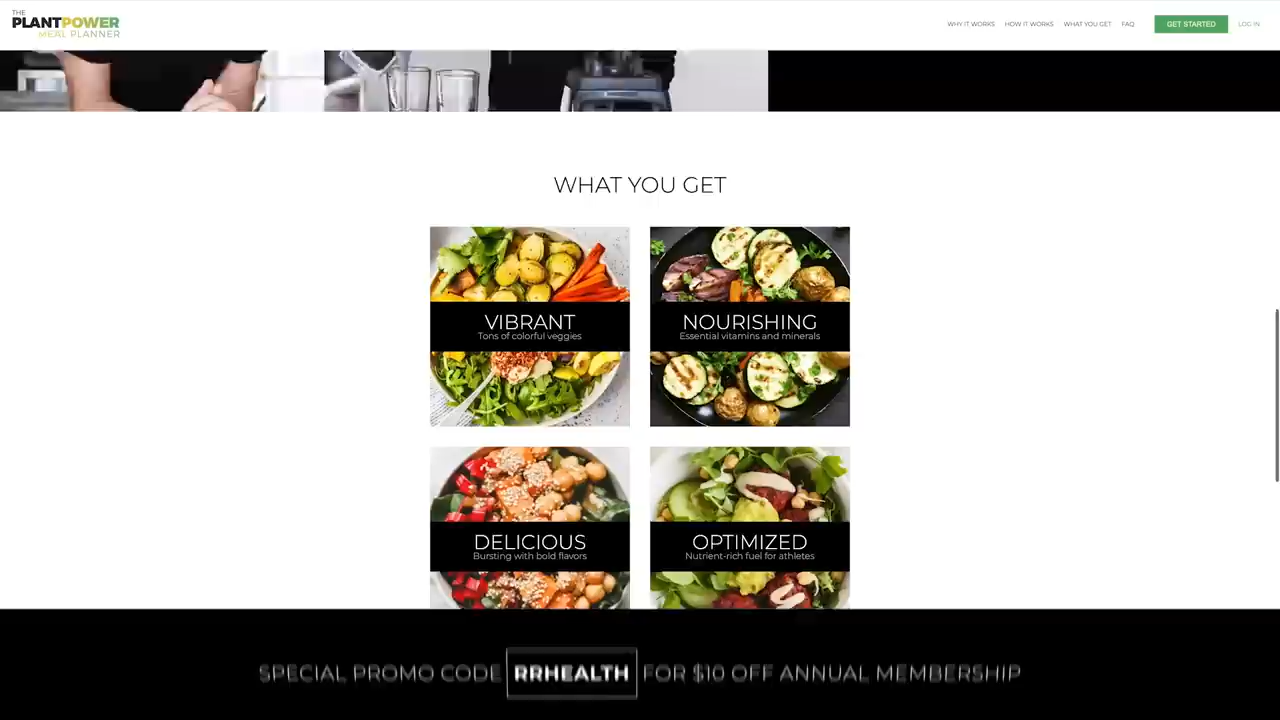 THE
PLANTPOWER
MEAL PLANNER
WHY IT WORKS HOW IT WORKS WHAT YOU GET FAQ GET STARTED LOG IN
WHAT YOU GET
VIBRANT
Tons of colorful veggies
NOURISHING
Essential vitamins and minerals
DELICIOUS
Bursting with bold flavors
OPTIMIZED
Nutrient-rich fuel for athletes
SPECIAL PROMO CODE RRHEALTH FOR $10 OFF ANNUAL MEMBERSHIP